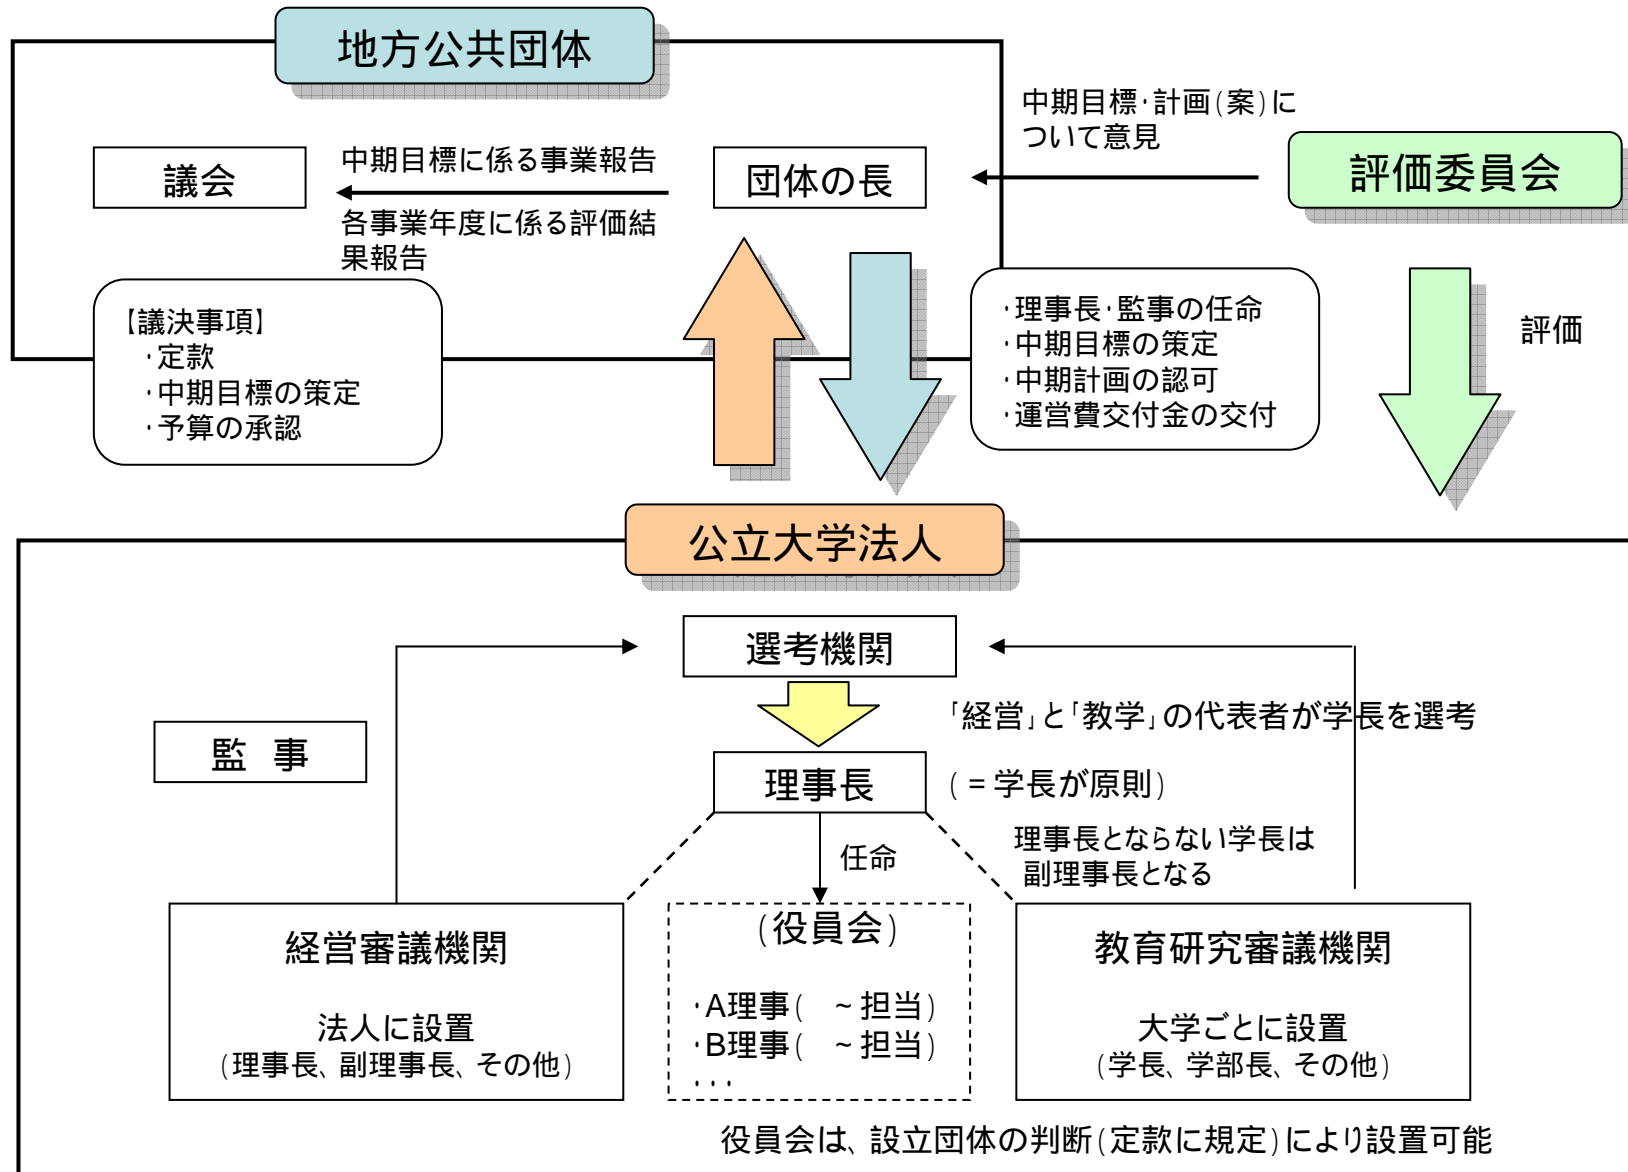 地方公共団体
中期目標・計画(案)に
ついて意見
評価委員会
議会
中期目標に係る事業報告
各事業年度に係る評価結
果報告
団体の長
【議決事項】
・定款
・中期目標の策定
・予算の承認
・理事長・監事の任命
・中期目標の策定
・中期計画の認可
・運営費交付金の交付
評価
公立大学法人
選考機関
「経営」と「教学」の代表者が学長を選考
監 事
理事長
(=学長が原則)
理事長とならない学長は
副理事長となる
任命
経営審議機関
法人に設置
(理事長、副理事長、その他)
(役員会)
・A理事( ~担当)
・B理事( ~担当)
・・・
教育研究審議機関
大学ごとに設置
(学長、学部長、その他)
役員会は、設立団体の判断(定款に規定)により設置可能